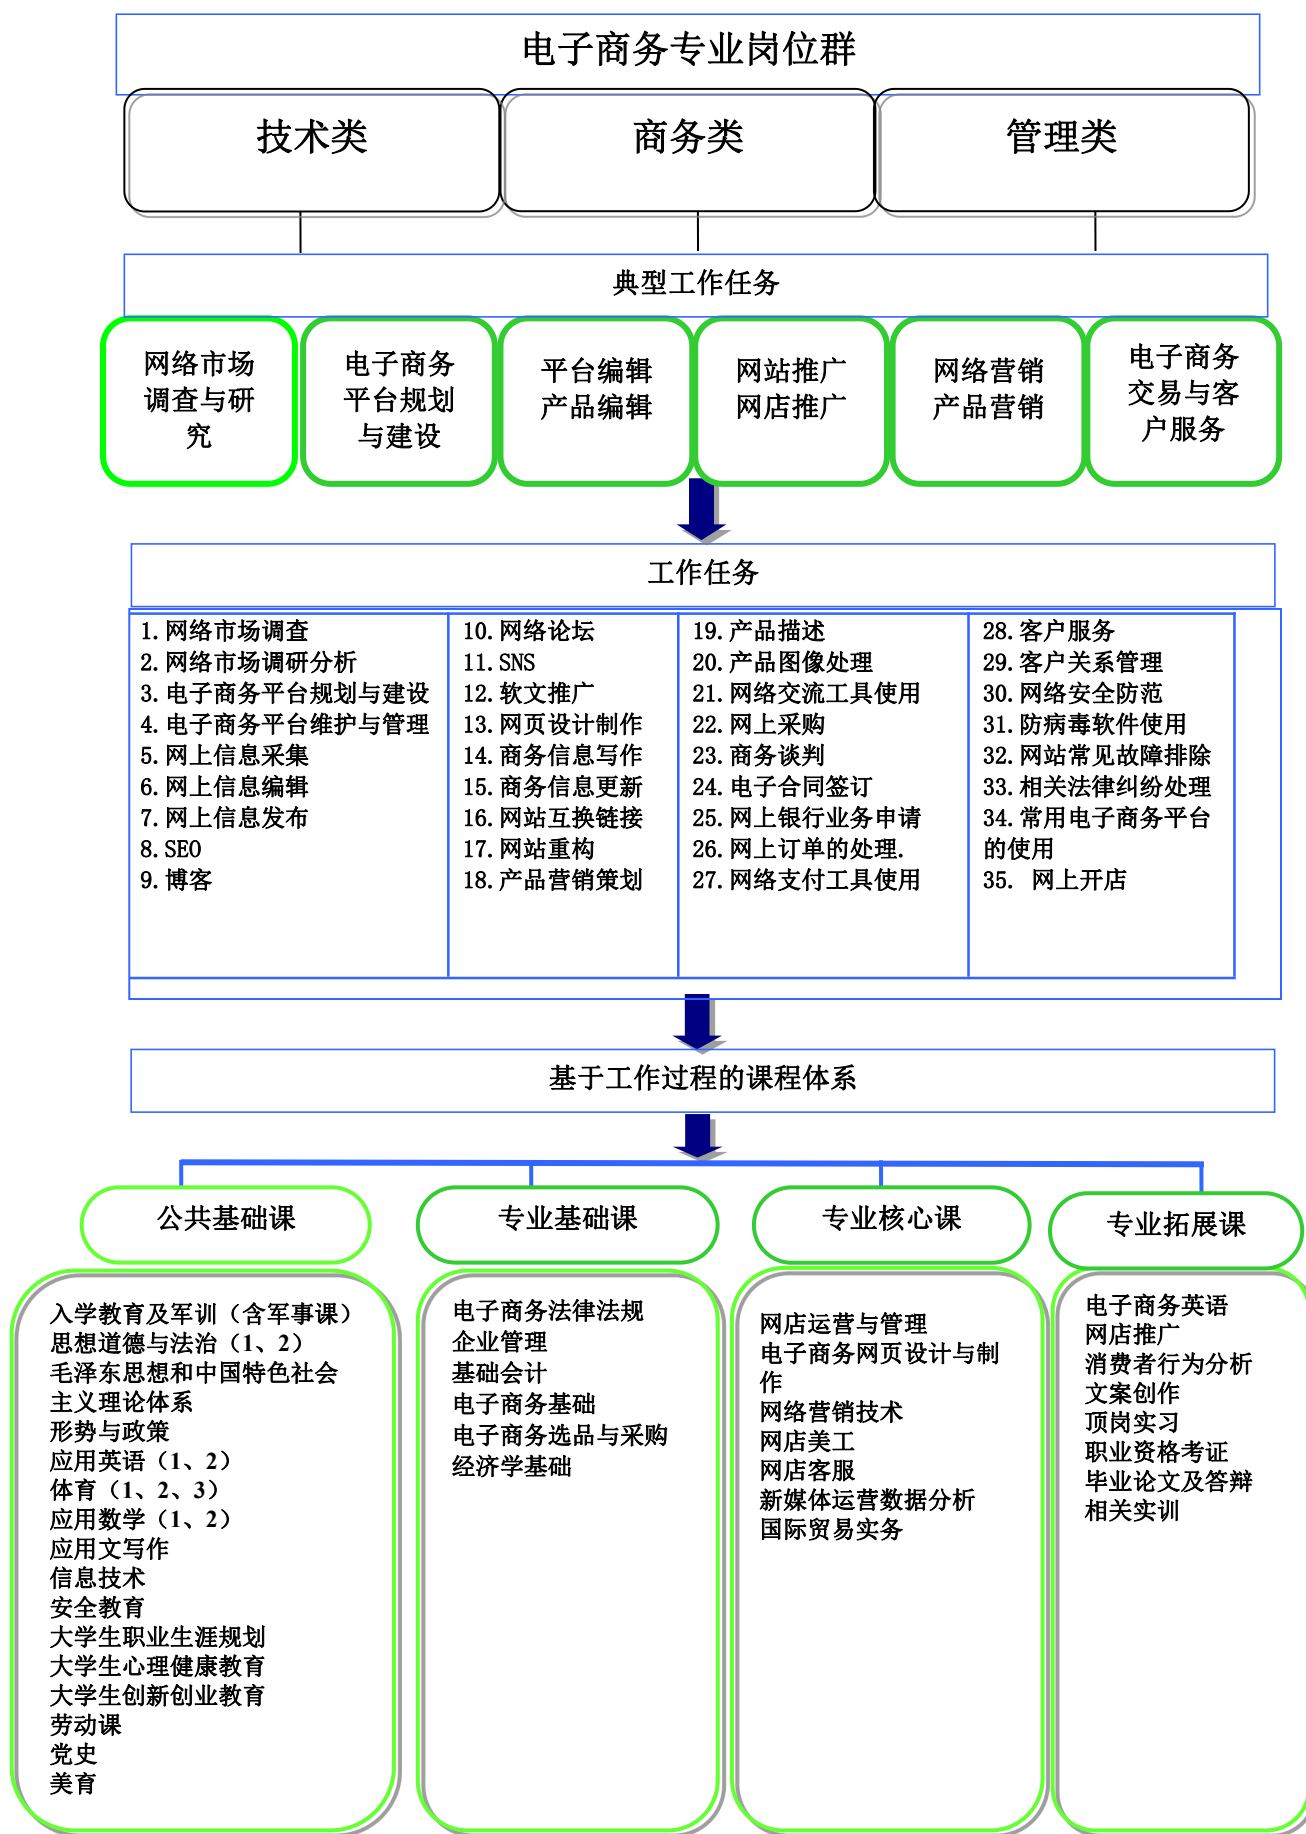 电子商务专业岗位群
技术类
商务类
管理类
典型工作任务
网络市场
调查与研
究
电子商务
平台规划
与建设
平台编辑
产品编辑
网站推广
网店推广
网络营销
产品营销
电子商务
交易与客
户服务
工作任务
1.网络市场调查
2.网络市场调研分析
3.电子商务平台规划与建设
4.电子商务平台维护与管理
5.网上信息采集
6.网上信息编辑
7.网上信息发布
8.SEO
9.博客
10.网络论坛
11.SNS
12.软文推广
13.网页设计制作
14.商务信息写作
15.商务信息更新
16.网站互换链接
17.网站重构
18.产品营销策划
19.产品描述
20.产品图像处理
21.网络交流工具使用
22.网上采购
23.商务谈判
24.电子合同签订
25.网上银行业务申请
26.网上订单的处理.
27.网络支付工具使用
28.客户服务
29.客户关系管理
30.网络安全防范
31.防病毒软件使用
32.网站常见故障排除
33.相关法律纠纷处理
34.常用电子商务平台
的使用
35. 网上开店
基于工作过程的课程体系
公共基础课
入学教育及军训（含军事课）
思想道德与法治（1、2）
毛泽东思想和中国特色社会
主义理论体系
形势与政策
应用英语（1、2）
体育（1、2、3）
应用数学（1、2）
应用文写作
信息技术
安全教育
大学生职业生涯规划
大学生心理健康教育
大学生创新创业教育
劳动课
党史
美育
专业基础课
电子商务法律法规
企业管理
基础会计
电子商务基础
电子商务选品与采购
经济学基础
专业核心课
网店运营与管理
电子商务网页设计与制
作
网络营销技术
网店美工
网店客服
新媒体运营数据分析
国际贸易实务
专业拓展课
电子商务英语
网店推广
消费者行为分析
文案创作
顶岗实习
职业资格考证
毕业论文及答辩
相关实训